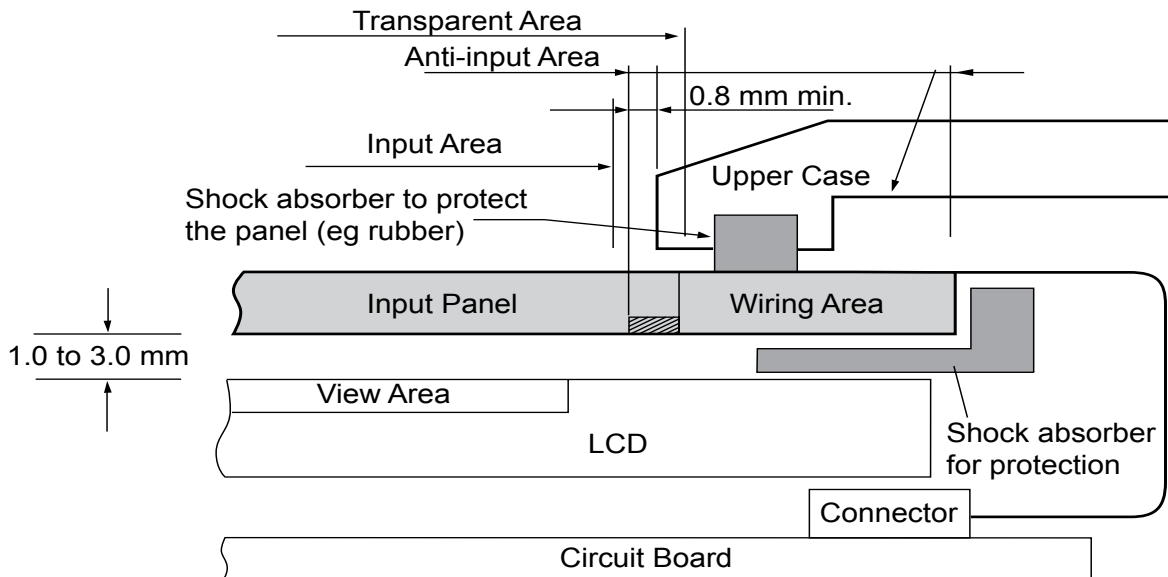 Transparent Area
Anti-input Area
0.8 mm min.
Input Area
Upper Case
Shock absorber to protect
the panel (eg rubber)
Input Panel
Wiring Area
1.0 to 3.0 mm
View Area
LCD
Shock absorber
for protection
Connector
Circuit Board